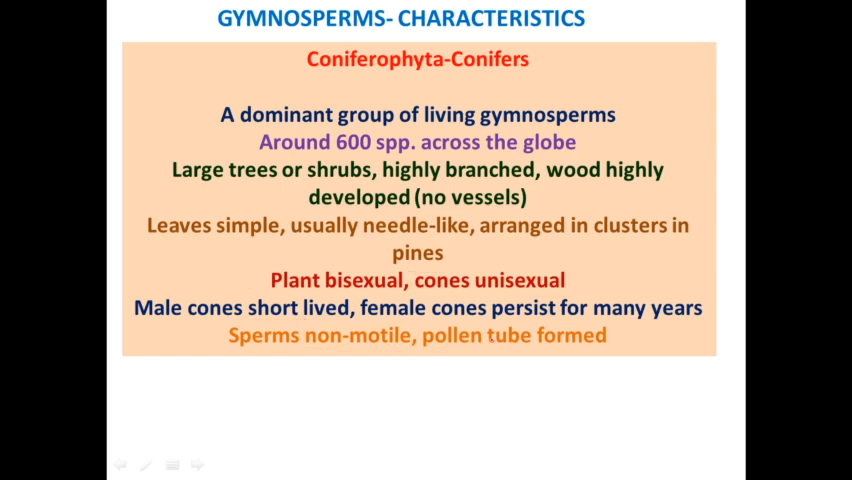 GYMNOSPERMS- CHARACTERISTICS
Coniferophyta-Conifers
A dominant group of living gymnosperms
Around 600 spp. across the globe
Large trees or shrubs, highly branched, wood highly
developed (no vessels)
Leaves simple, usually needle-like, arranged in clusters in
pines
Plant bisexual, cones unisexual
Male cones short lived, female cones persist for many years
Sperms non-motile, pollen tube formed